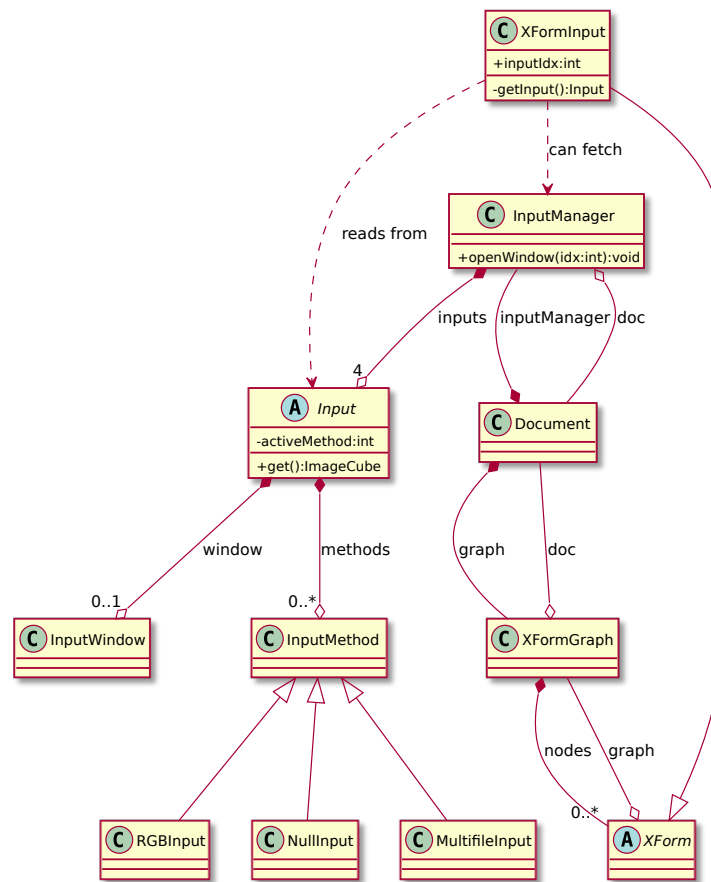 C XFormInput
+inputIdx:int
-getInput():Input
can fetch
C InputManager
+openWindow(idx:int):void
reads from
inputs
inputManager
doc
4
A Input
-activeMethod:int
+get():ImageCube
C Document
window
methods
graph
doc
0..1
0..*
C InputWindow
C InputMethod
C XFormGraph
nodes
graph
0..*
C RGBInput
C NullInput
C MultifileInput
A XForm